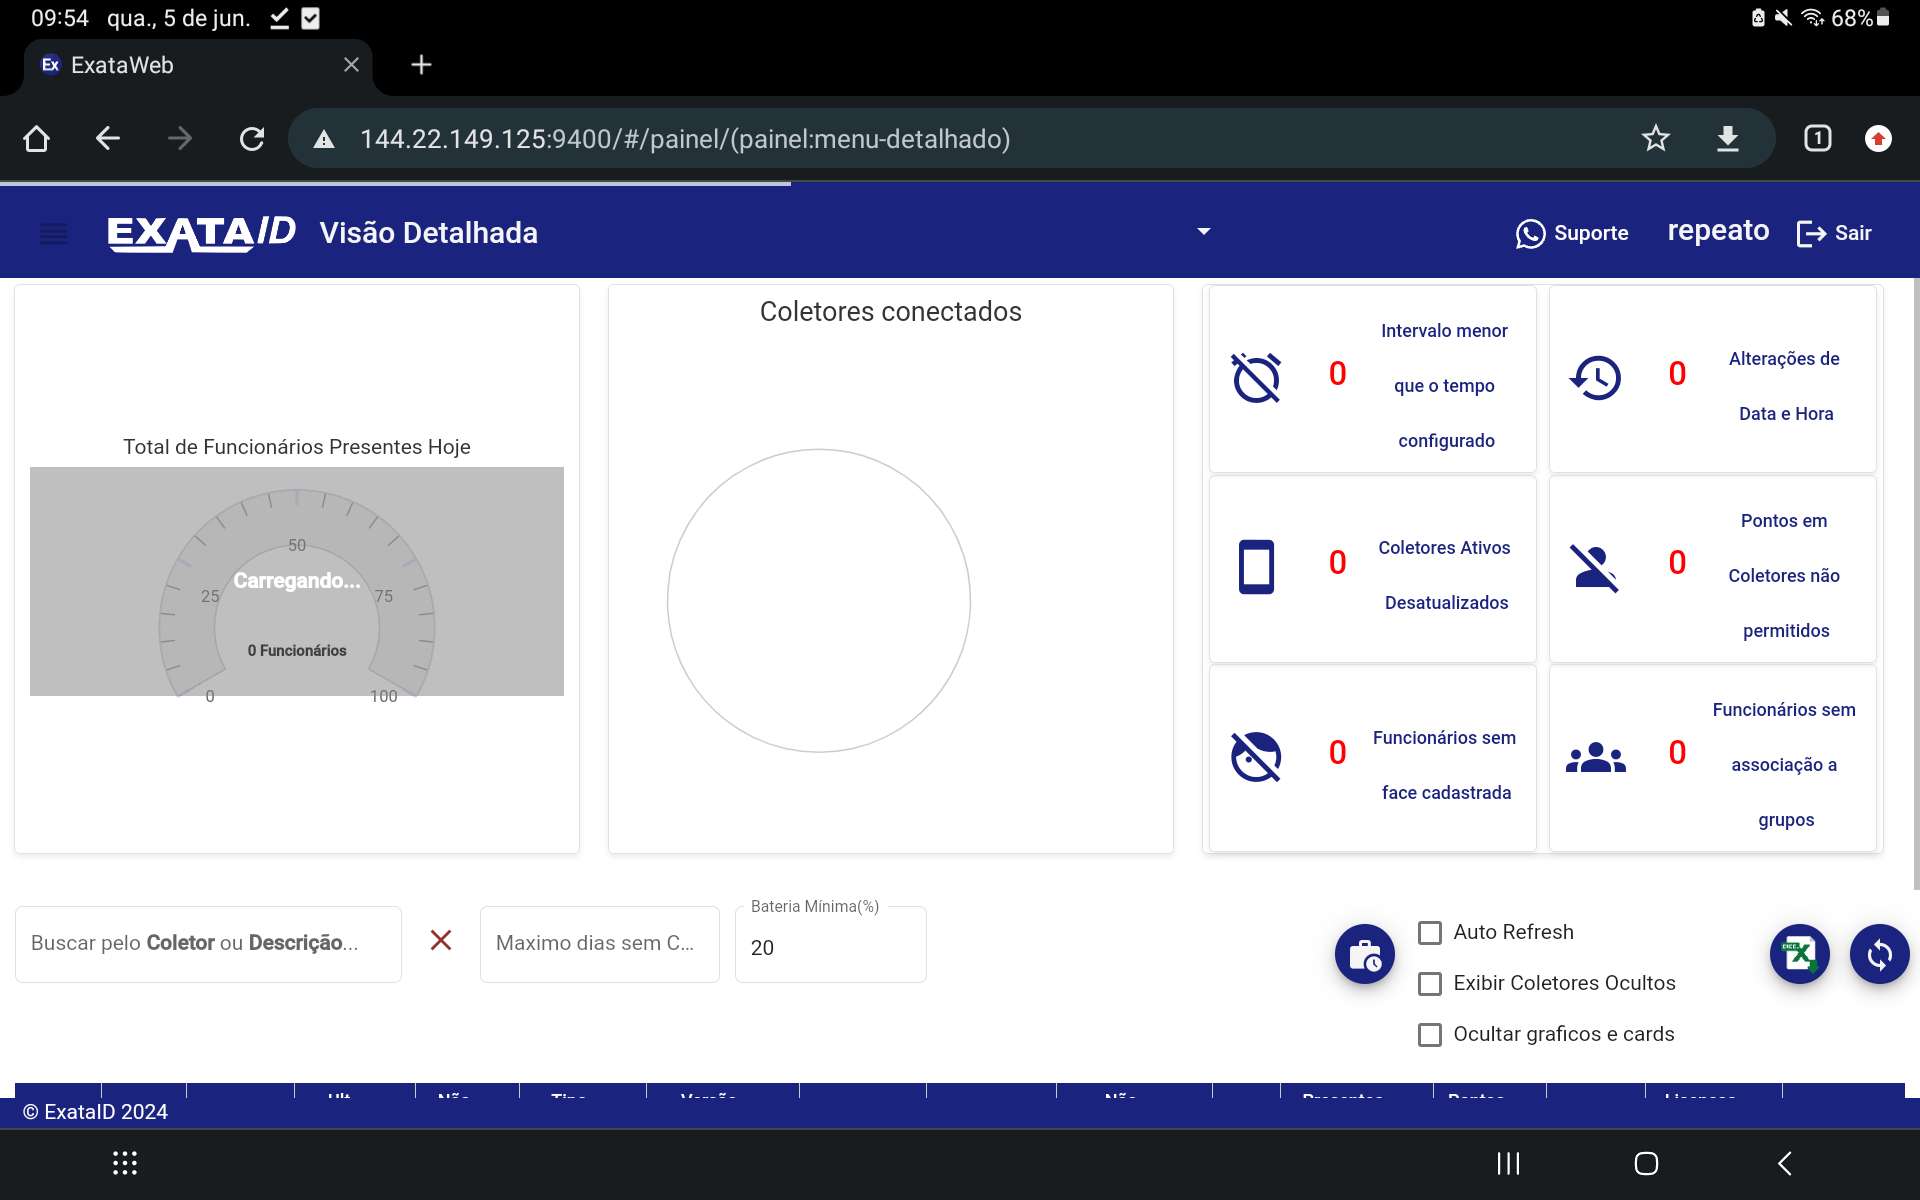 09:54 qua., 5 de jun.
68%
Ex ExataWeb
144.22.149.125:9400/#/painel/(painel:menu-detalhado)
1
EXATAID Visão Detalhada
Suporte
repeato
Sair
Total de Funcionários Presentes Hoje
50
Carregando...
25
75
0 Funcionários
0
100
Coletores conectados
0
Intervalo menor
que o tempo
configurado
0
Alterações de
Data e Hora
0
Coletores Ativos
Desatualizados
0
Pontos em
Coletores não
permitidos
0
Funcionários sem
face cadastrada
0
Funcionários sem
associação a
grupos
Buscar pelo Coletor ou Descrição...
Maximo dias sem C...
Bateria Mínima(%)
20
Auto Refresh
Exibir Coletores Ocultos
Ocultar graficos e cards
© ExataID 2024